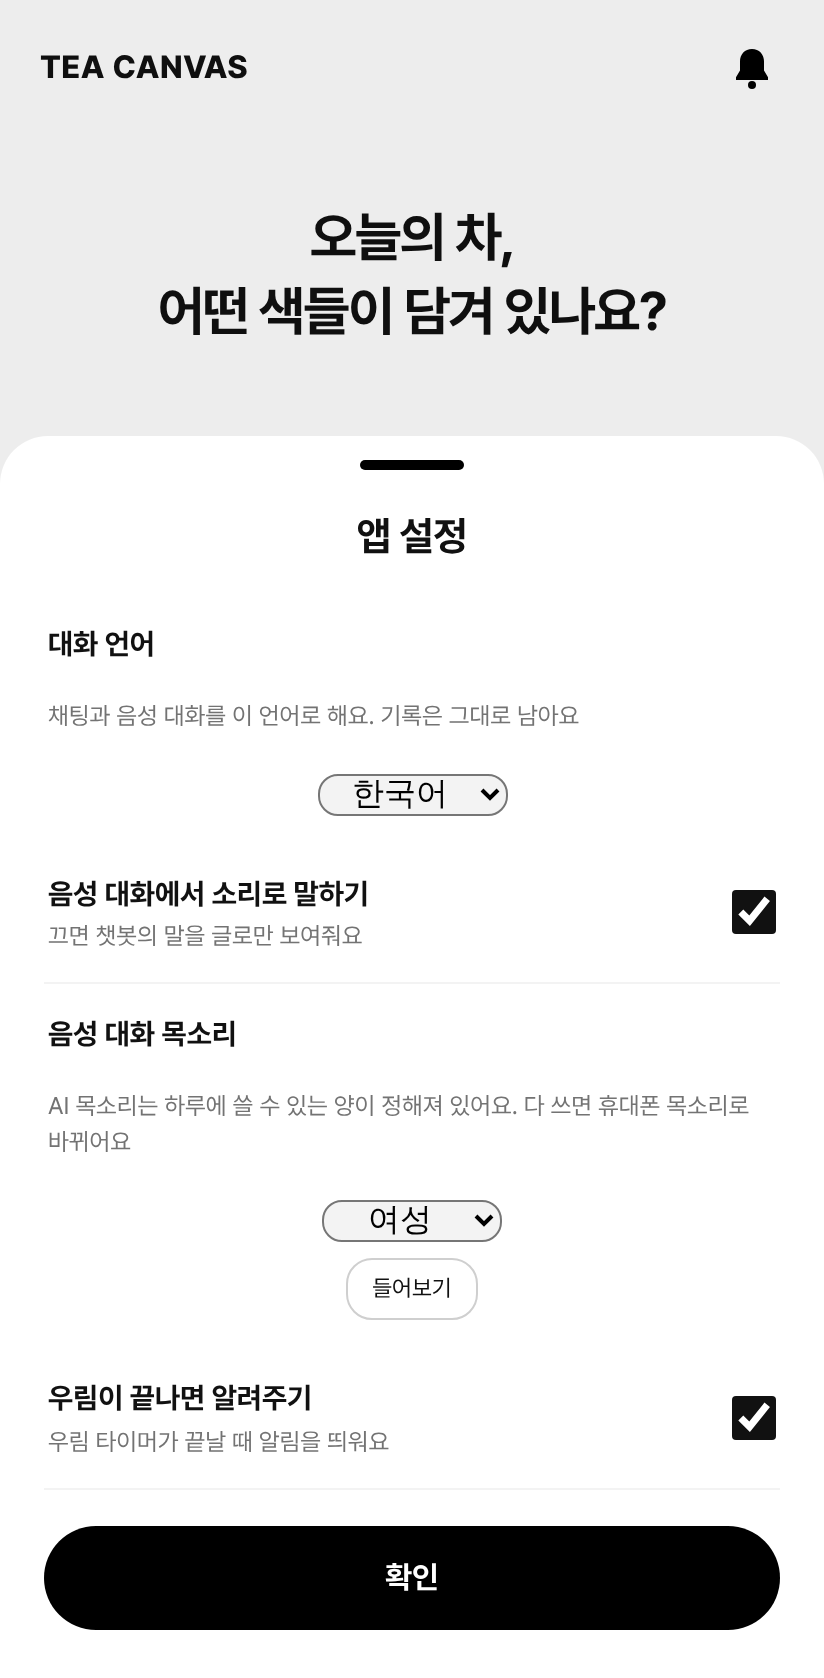 TEA CANVAS
오늘의 차,
어떤 색들이 담겨 있나요?
앱 설정
대화 언어
채팅과 음성 대화를 이 언어로 해요. 기록은 그대로 남아요
한국어
음성 대화에서 소리로 말하기
끄면 챗봇의 말을 글로만 보여줘요
음성 대화 목소리
AI 목소리는 하루에 쓸 수 있는 양이 정해져 있어요. 다 쓰면 휴대폰 목소리로
바뀌어요
여성
들어보기
우림이 끝나면 알려주기
우림 타이머가 끝날 때 알림을 띄워요
확인